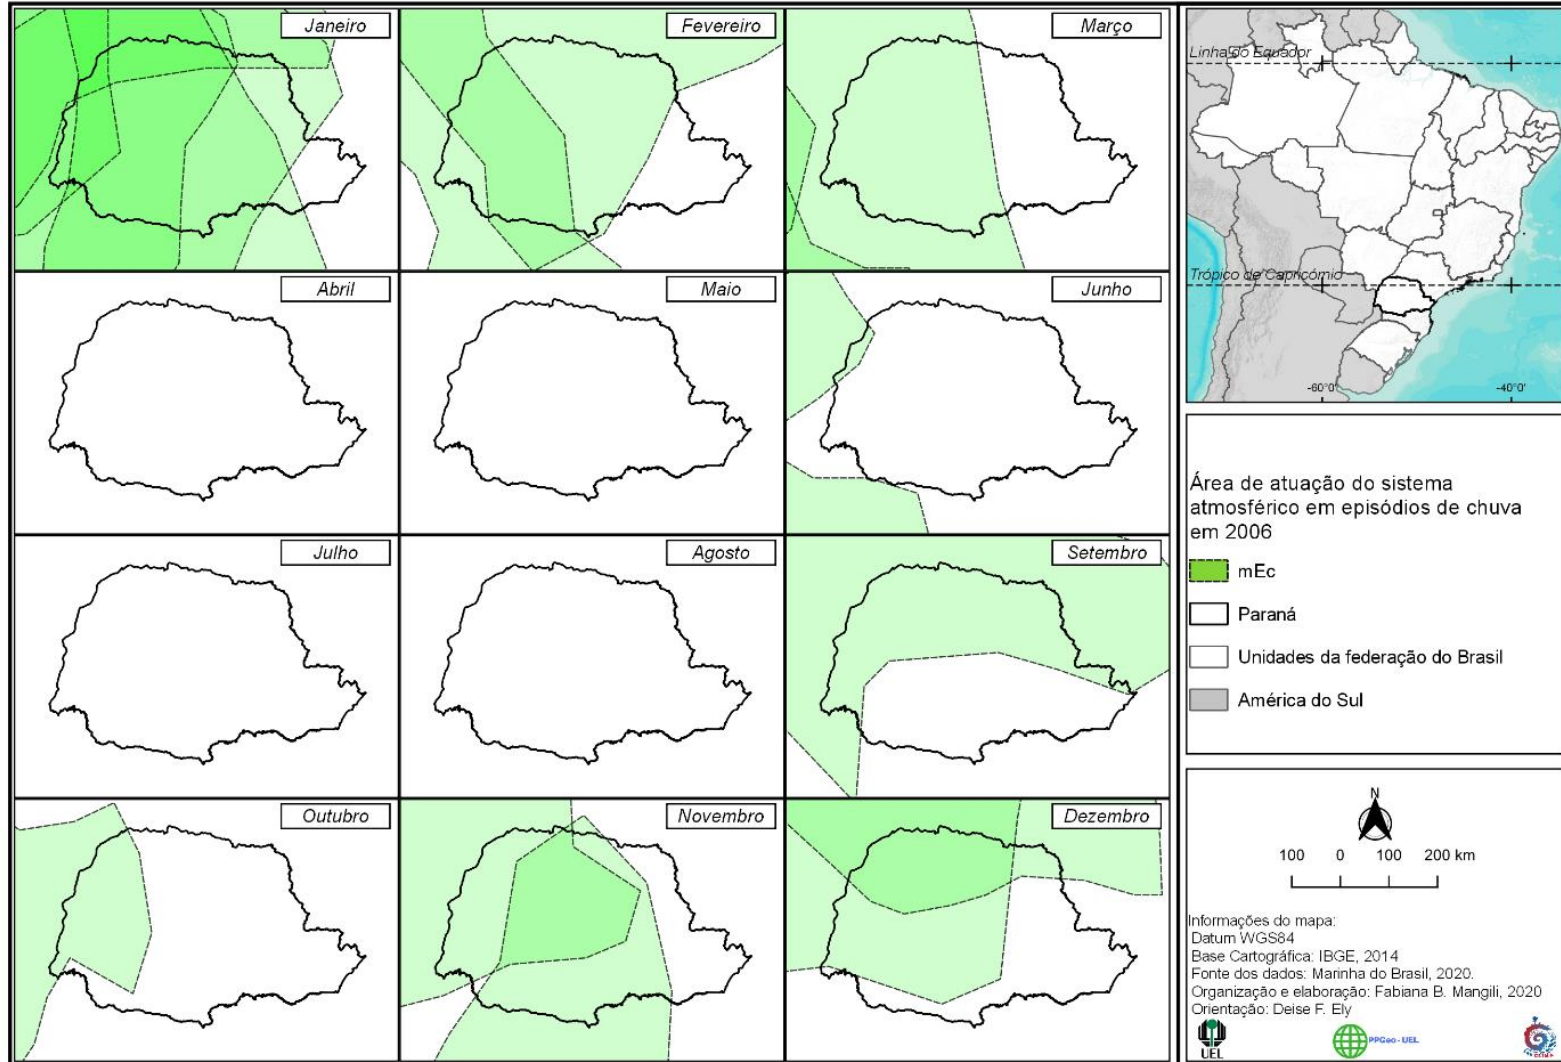 Janeiro
Fevereiro
Março
Abril
Maio
Junho
Julho
Agosto
Setembro
Outubro
Novembro
Dezembro
Linha do Equador
Trópico de Capricórnio
-60°0'
-40°0'
Área de atuação do sistema
atmosférico em episódios de chuva
em 2006
mEc
Paraná
Unidades da federação do Brasil
América do Sul
N
100 0 100 200 km
Informações do mapa:
Datum WGS84
Base Cartográfica: IBGE, 2014
Fonte dos dados: Marinha do Brasil, 2020.
Organização e elaboração: Fabiana B. Mangili, 2020
Orientação: Deise F. Ely
UEL
PPGeo - UEL